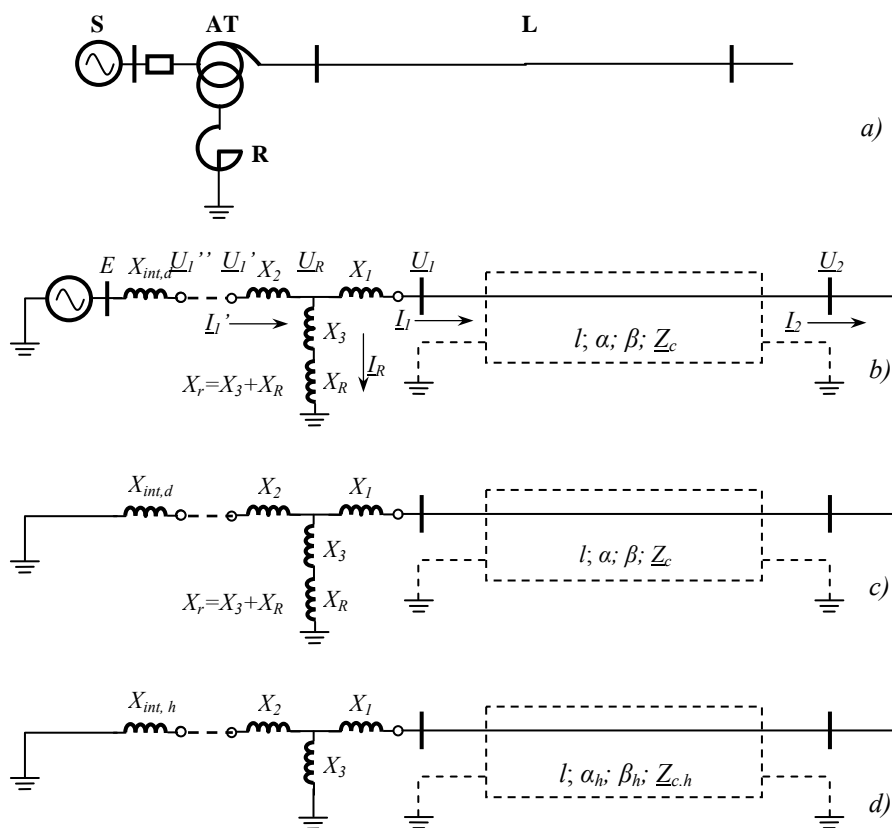 S AT L
R
a)
E X_int,d U_1'' U_1' X_2 U_R X_1 U_1 U_2
I_1' X_3 I_R I_1 I_2
l; α; β; Z_c
X_r=X_3+X_R X_R
b)
X_int,d X_2 X_1
X_3
l; α; β; Z_c
X_r=X_3+X_R X_R
c)
X_int, h X_2 X_1
X_3
l; α_h; β_h; Z_c.h
d)